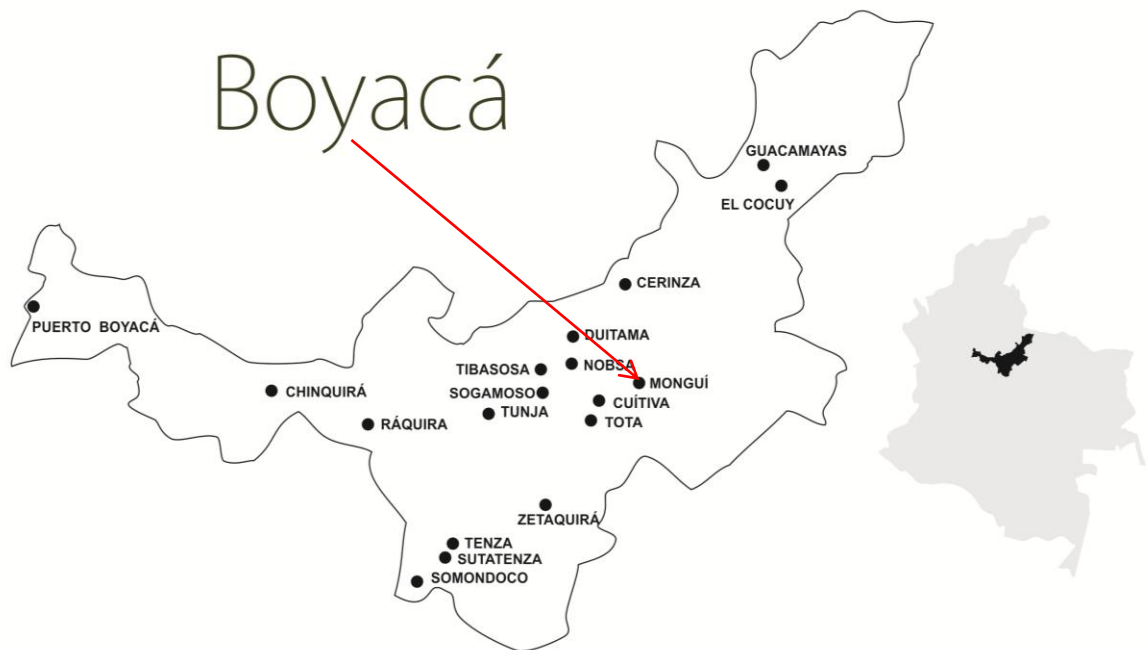 Boyacá
GUACAMAYAS
EL COCUY
CERINZA
PUERTO BOYACÁ
DUITAMA
NOBSA
TIBASOSA
MONGUÍ
CHINQUIRÁ
SOGAMOSO
CUÍTIVA
TUNJA
TOTA
RÁQUIRA
ZETAQUIRÁ
TENZA
SUTATENZA
SOMONDOCO